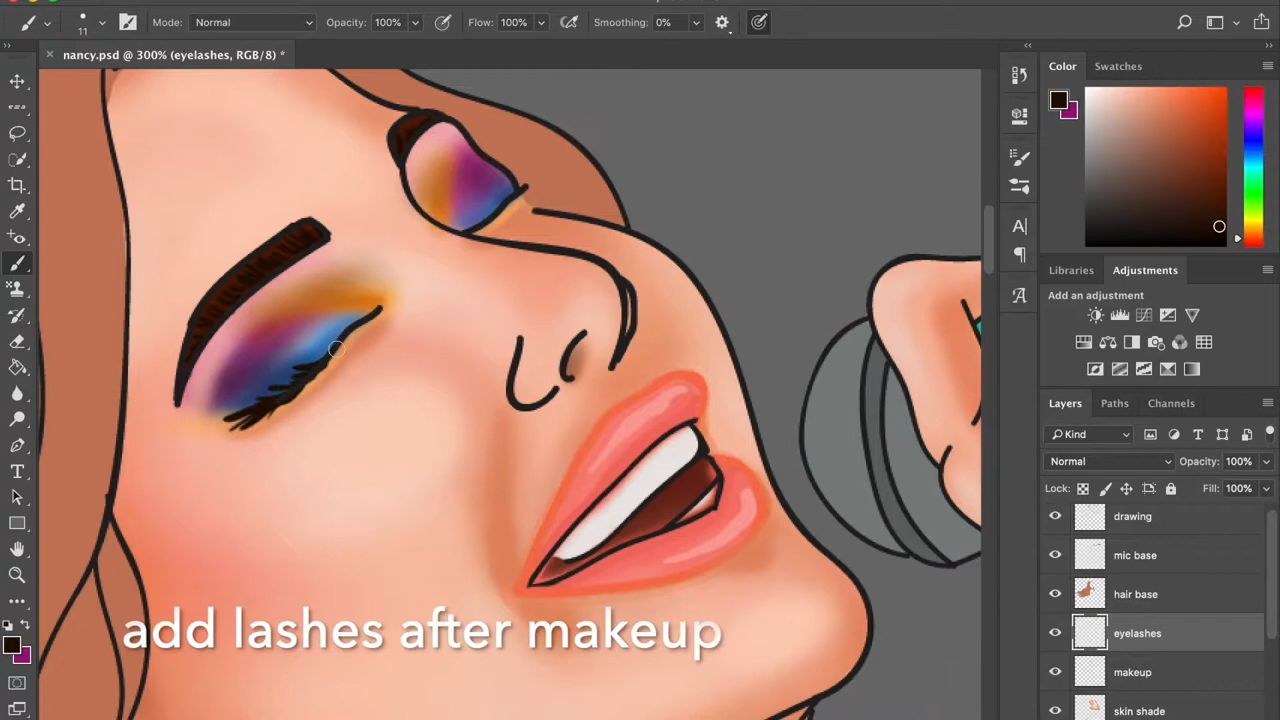 11
Mode: Normal
Opacity: 100%
Flow: 100%
Smoothing: 0%
nancy.psd @ 300% (eyelashes, RGB/8) *
Color
Swatches
Libraries
Adjustments
Add an adjustment
Layers
Paths
Channels
Kind
Normal
Opacity: 100%
Lock:
Fill: 100%
drawing
mic base
hair base
eyelashes
makeup
skin shade
add lashes after makeup